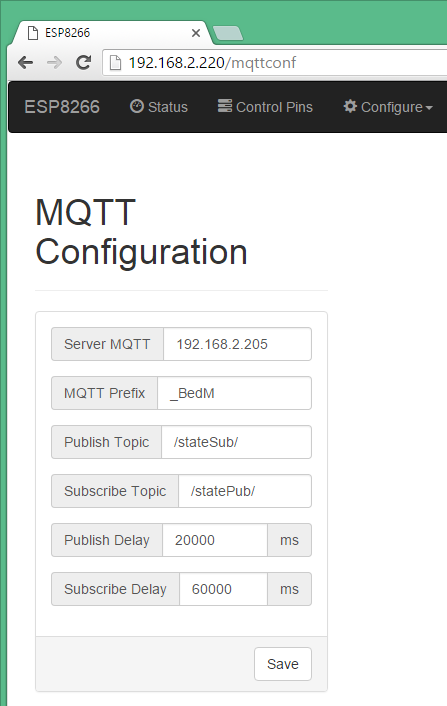 ESP8266
192.168.2.220/mqttconf
ESP8266 Status Control Pins Configure
MQTT
Configuration
Server MQTT 192.168.2.205
MQTT Prefix _BedM
Publish Topic /stateSub/
Subscribe Topic /statePub/
Publish Delay 20000 ms
Subscribe Delay 60000 ms
Save